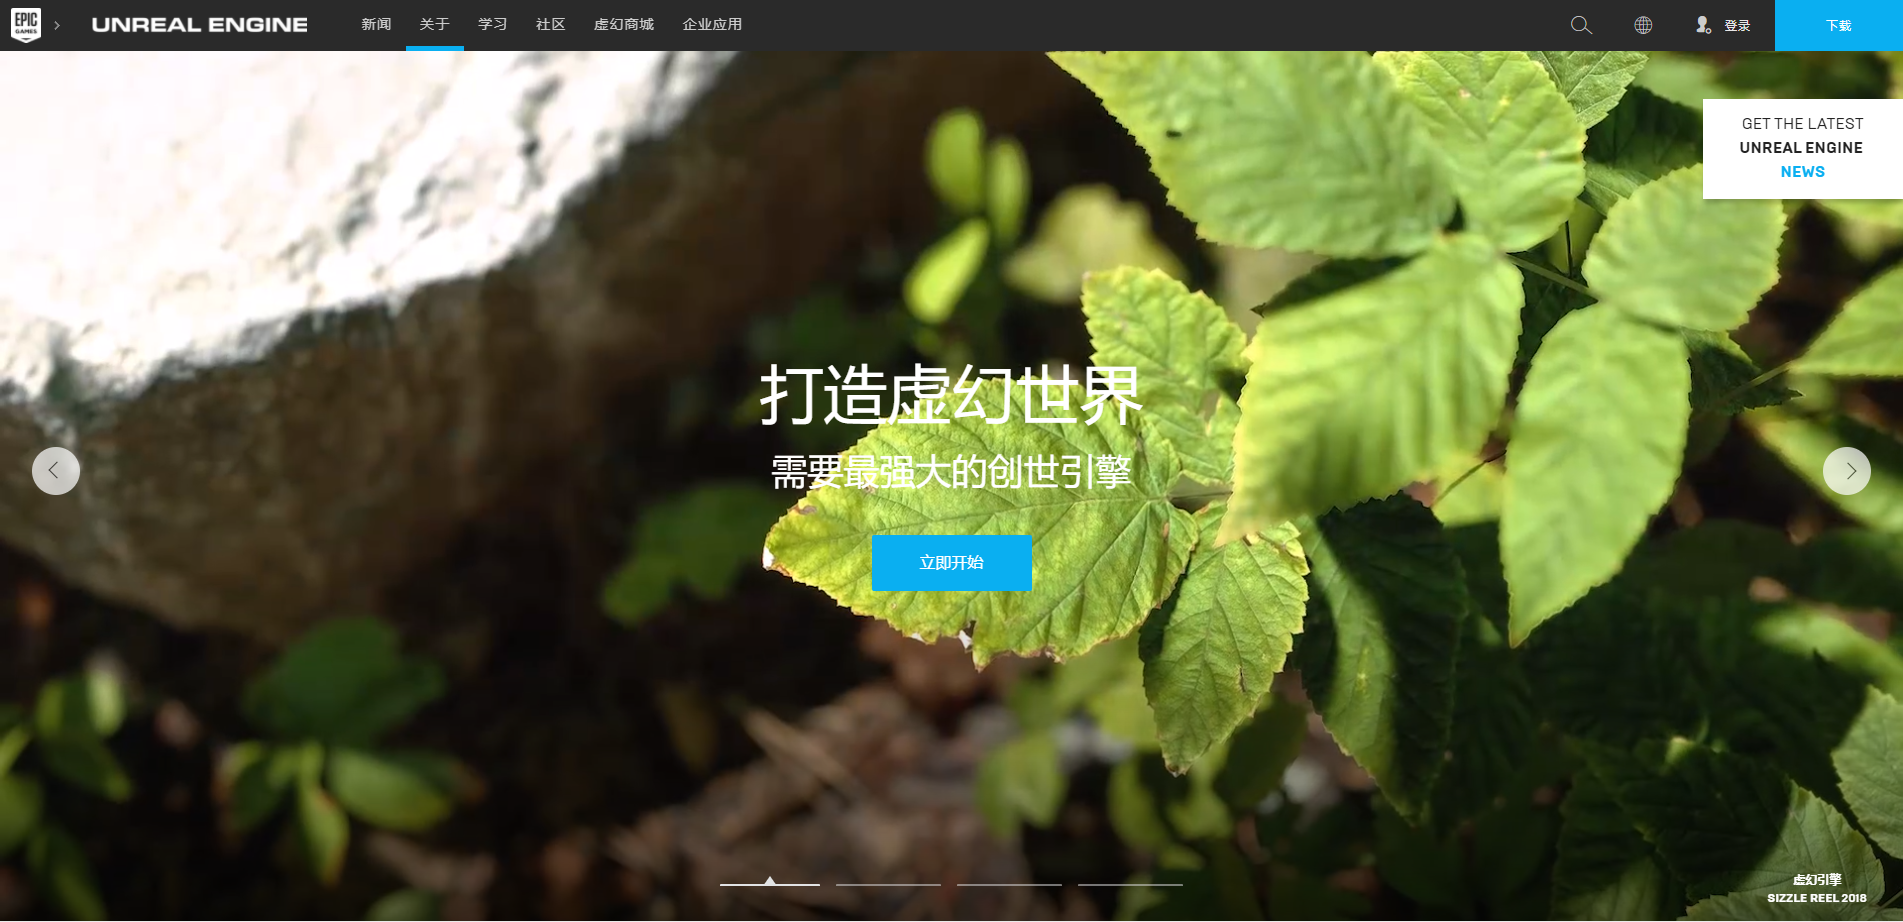 EPIC
GAMES
UNREAL ENGINE
新闻
关于
学习
社区
虚幻商城
企业应用
登录
下载
GET THE LATEST
UNREAL ENGINE
NEWS
打造虚幻世界
需要最强大的创世引擎
立即开始
虚幻引擎
SIZZLE REEL 2018